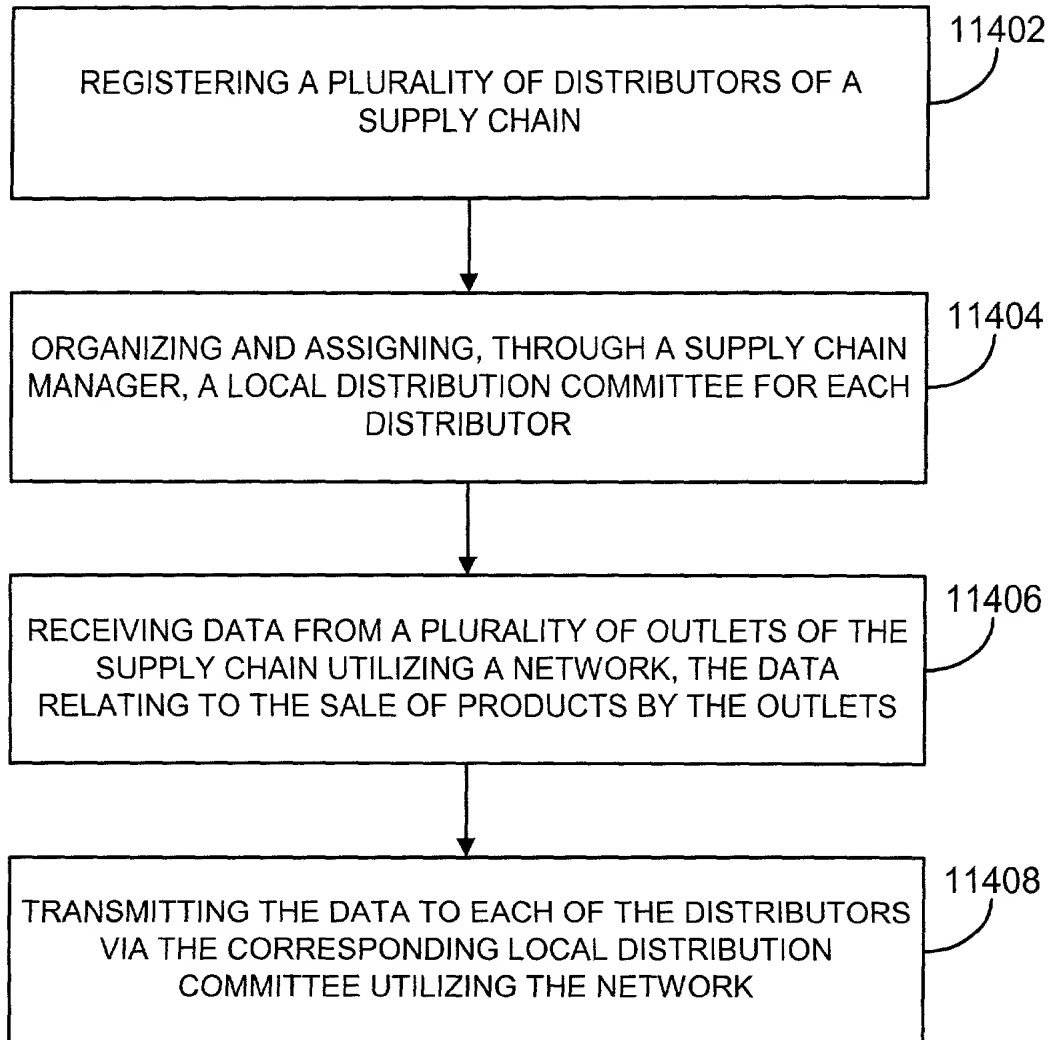 11402
REGISTERING A PLURALITY OF DISTRIBUTORS OF A
SUPPLY CHAIN
11404
ORGANIZING AND ASSIGNING, THROUGH A SUPPLY CHAIN
MANAGER, A LOCAL DISTRIBUTION COMMITTEE FOR EACH
DISTRIBUTOR
11406
RECEIVING DATA FROM A PLURALITY OF OUTLETS OF THE
SUPPLY CHAIN UTILIZING A NETWORK, THE DATA
RELATING TO THE SALE OF PRODUCTS BY THE OUTLETS
11408
TRANSMITTING THE DATA TO EACH OF THE DISTRIBUTORS
VIA THE CORRESPONDING LOCAL DISTRIBUTION
COMMITTEE UTILIZING THE NETWORK